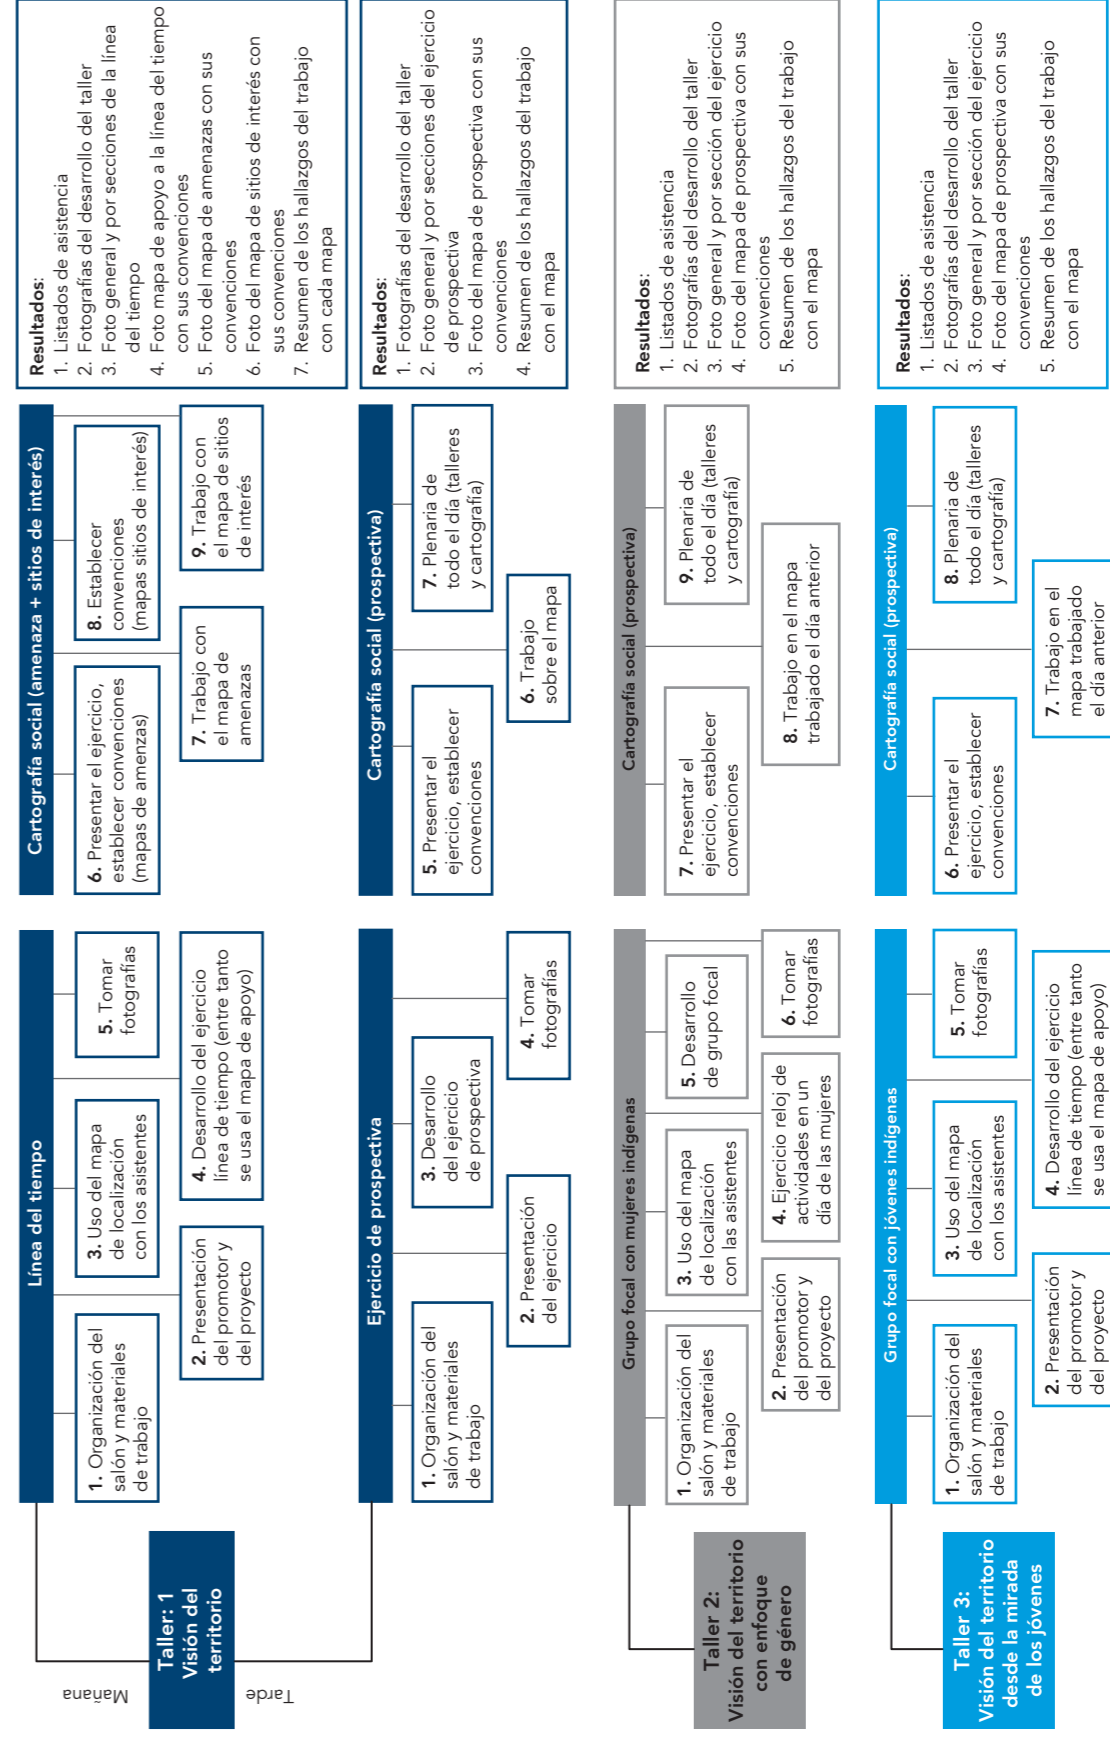 Mañana
Taller: 1
Visión del
territorio
Tarde
Línea del tiempo
1. Organización del
salón y materiales
de trabajo
2. Presentación
del promotor y
del proyecto
3. Uso del mapa
de localización
con los asistentes
4. Desarrollo del ejercicio
línea de tiempo (entre tanto
se usa el mapa de apoyo)
5. Tomar
fotografías
Cartografía social (amenaza + sitios de interés)
6. Presentar el ejercicio,
establecer convenciones
(mapas de amenzas)
7. Trabajo con
el mapa de
amenazas
8. Establecer
convenciones
(mapas sitios de interés)
9. Trabajo con
el mapa de sitios
de interés
Resultados:
1. Listados de asistencia
2. Fotografías del desarrollo del taller
3. Foto general y por secciones de la línea
del tiempo
4. Foto mapa de apoyo a la línea del tiempo
con sus convenciones
5. Foto del mapa de amenazas con sus
convenciones
6. Foto del mapa de sitios de interés con
sus convenciones
7. Resumen de los hallazgos del trabajo
con cada mapa
Ejercicio de prospectiva
1. Organización del
salón y materiales
de trabajo
2. Presentación
del ejercicio
3. Desarrollo
del ejercicio
de prospectiva
4. Tomar
fotografías
Cartografía social (prospectiva)
5. Presentar el
ejercicio, establecer
convenciones
6. Trabajo
sobre el mapa
7. Plenaria de
todo el día (talleres
y cartografía)
Resultados:
1. Fotografías del desarrollo del taller
2. Foto general y por secciones del ejercicio
de prospectiva
3. Foto del mapa de prospectiva con sus
convenciones
4. Resumen de los hallazgos del trabajo
con el mapa
Taller 2:
Visión del territorio
con enfoque
de género
Grupo focal con mujeres indígenas
1. Organización del
salón y materiales
de trabajo
2. Presentación
del promotor y
del proyecto
3. Uso del mapa
de localización
con las asistentes
4. Ejercicio reloj de
actividades en un
día de las mujeres
5. Desarrollo
de grupo focal
6. Tomar
fotografías
Cartografía social (prospectiva)
7. Presentar el
ejercicio, establecer
convenciones
8. Trabajo en el mapa
trabajado el día anterior
9. Plenaria de
todo el día (talleres
y cartografía)
Resultados:
1. Listados de asistencia
2. Fotografías del desarrollo del taller
3. Foto general y por sección del ejercicio
4. Foto del mapa de prospectiva con sus
convenciones
5. Resumen de los hallazgos del trabajo
con el mapa
Taller 3:
Visión del territorio
desde la mirada
de los jóvenes
Grupo focal con jóvenes indígenas
1. Organización del
salón y materiales
de trabajo
2. Presentación
del promotor y
del proyecto
3. Uso del mapa
de localización
con los asistentes
4. Desarrollo del ejercicio
línea de tiempo (entre tanto
se usa el mapa de apoyo)
5. Tomar
fotografías
Cartografía social (prospectiva)
6. Presentar el
ejercicio, establecer
convenciones
7. Trabajo en el
mapa trabajado
el día anterior
8. Plenaria de
todo el día (talleres
y cartografía)
Resultados:
1. Listados de asistencia
2. Fotografías del desarrollo del taller
3. Foto general y por sección del ejercicio
4. Foto del mapa de prospectiva con sus
convenciones
5. Resumen de los hallazgos del trabajo
con el mapa